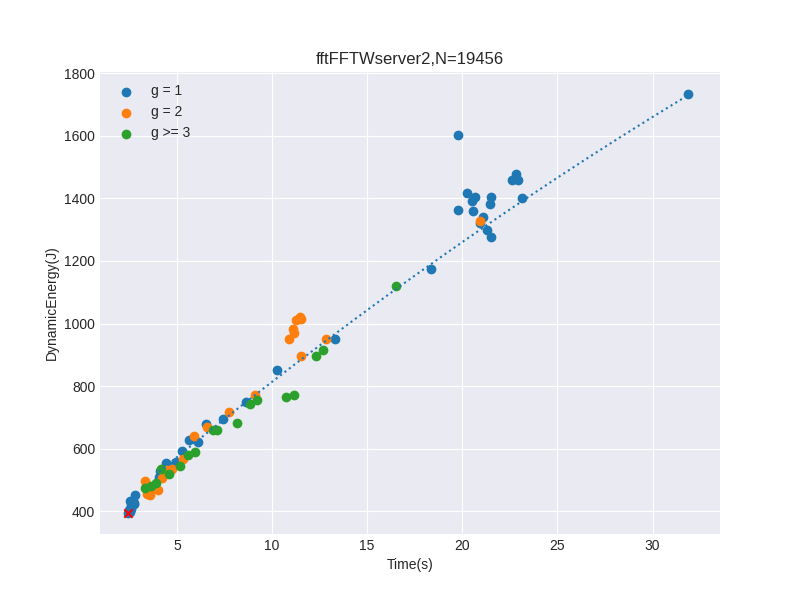 fftFFTWserver2,N=19456
1800
1600
1400
1200
1000
800
600
400
DynamicEnergy(J)
g = 1
g = 2
g >= 3
5
10
15
20
25
30
Time(s)